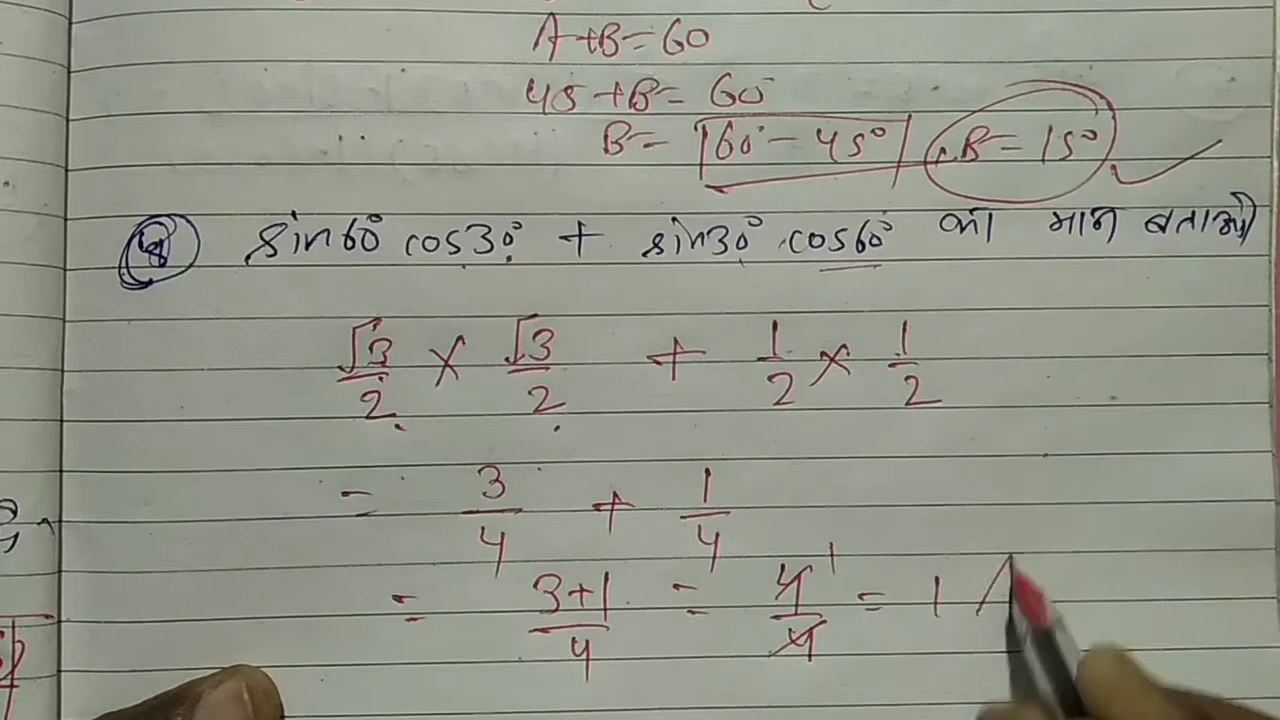 A+B=60
45+B= 60°
B= 60° - 45° B= 15°
sin60° cos30° + sin30° cos60° का मान बताओ
√3/2 × √3/2 + 1/2 × 1/2
= 3/4 + 1/4
= 3+1/4 = 4/4 1 = 1